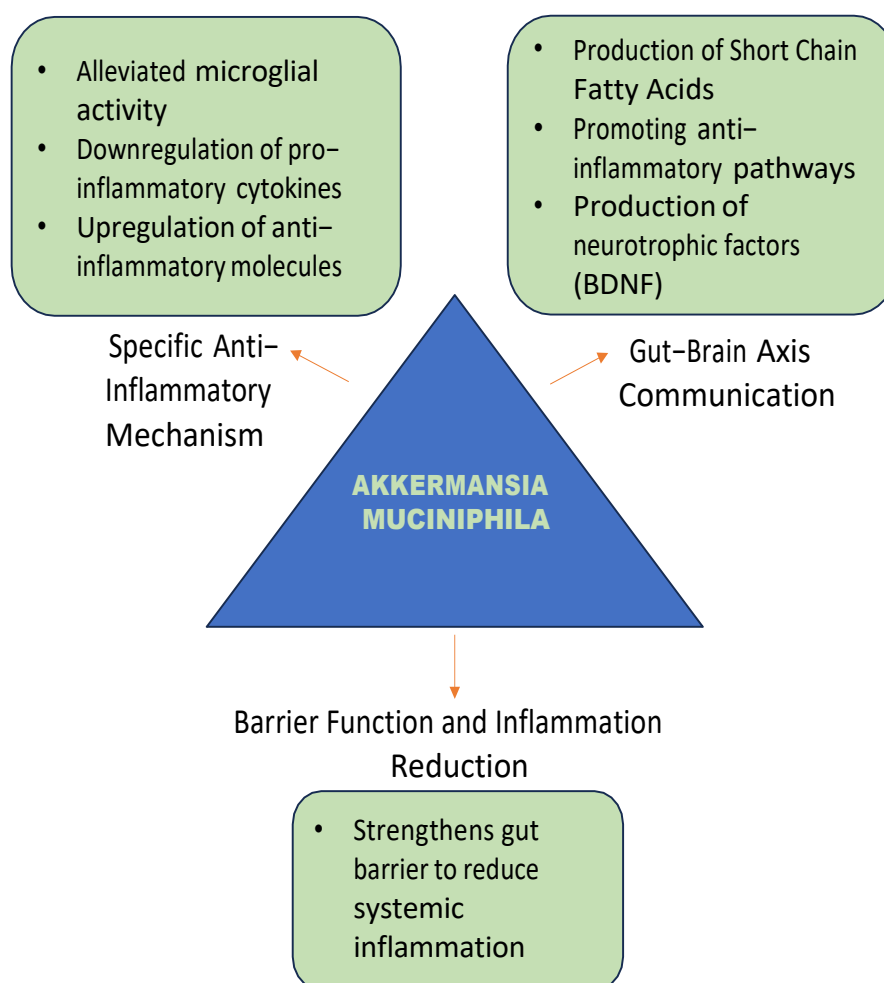 • Alleviated microglial
activity
• Downregulation of pro-
inflammatory cytokines
• Upregulation of anti-
inflammatory molecules
• Production of Short Chain
Fatty Acids
• Promoting anti-
inflammatory pathways
• Production of
neurotrophic factors
(BDNF)
Specific Anti-
Inflammatory
Mechanism
Gut-Brain Axis
Communication
AKKERMANSIA
MUCINIPHILA
Barrier Function and Inflammation
Reduction
• Strengthens gut
barrier to reduce
systemic
inflammation